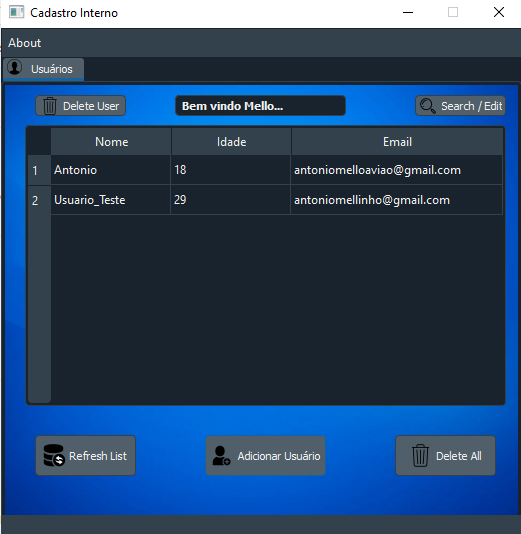 Cadastro Interno
About
Usuários
Delete User
Bem vindo Mello...
Search / Edit
Nome Idade Email
1 Antonio 18 antoniomelloaviao@gmail.com
2 Usuario_Teste 29 antoniomellinho@gmail.com
Refresh List
Adicionar Usuário
Delete All